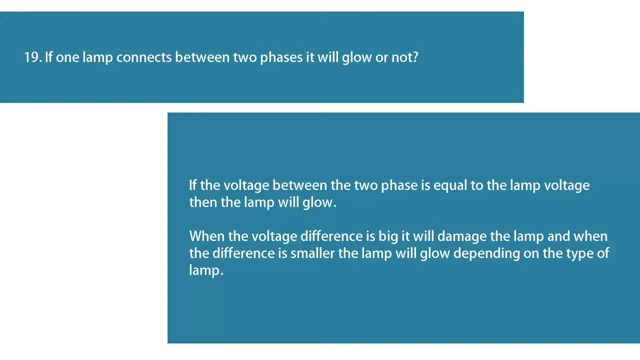 19. If one lamp connects between two phases it will glow or not?
If the voltage between the two phase is equal to the lamp voltage
then the lamp will glow.
When the voltage difference is big it will damage the lamp and when
the difference is smaller the lamp will glow depending on the type of
lamp.